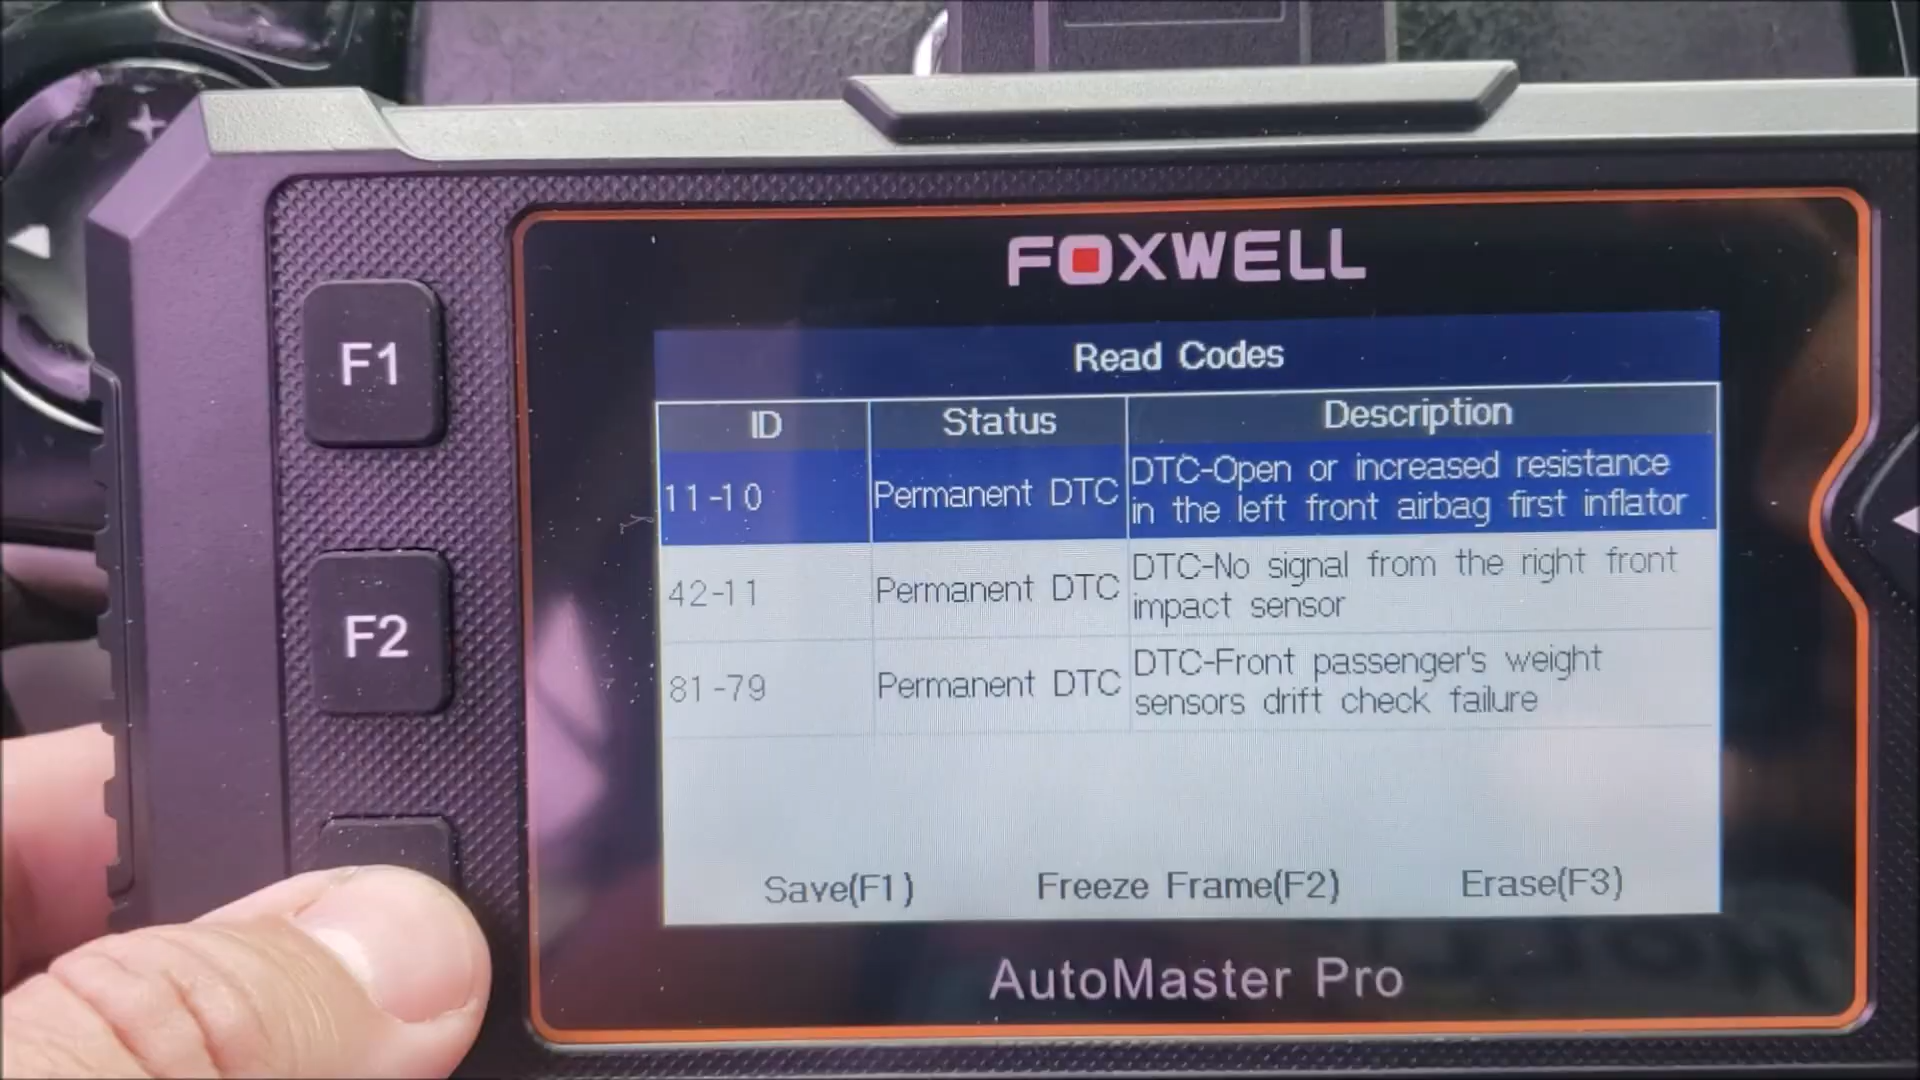 FOXWELL
Read Codes
ID Status Description
11-10 Permanent DTC DTC-Open or increased resistance
in the left front airbag first inflator
42-11 Permanent DTC DTC-No signal from the right front
impact sensor
81-79 Permanent DTC DTC-Front passenger's weight
sensors drift check failure
Save(F1) Freeze Frame(F2) Erase(F3)
AutoMaster Pro
F1
F2